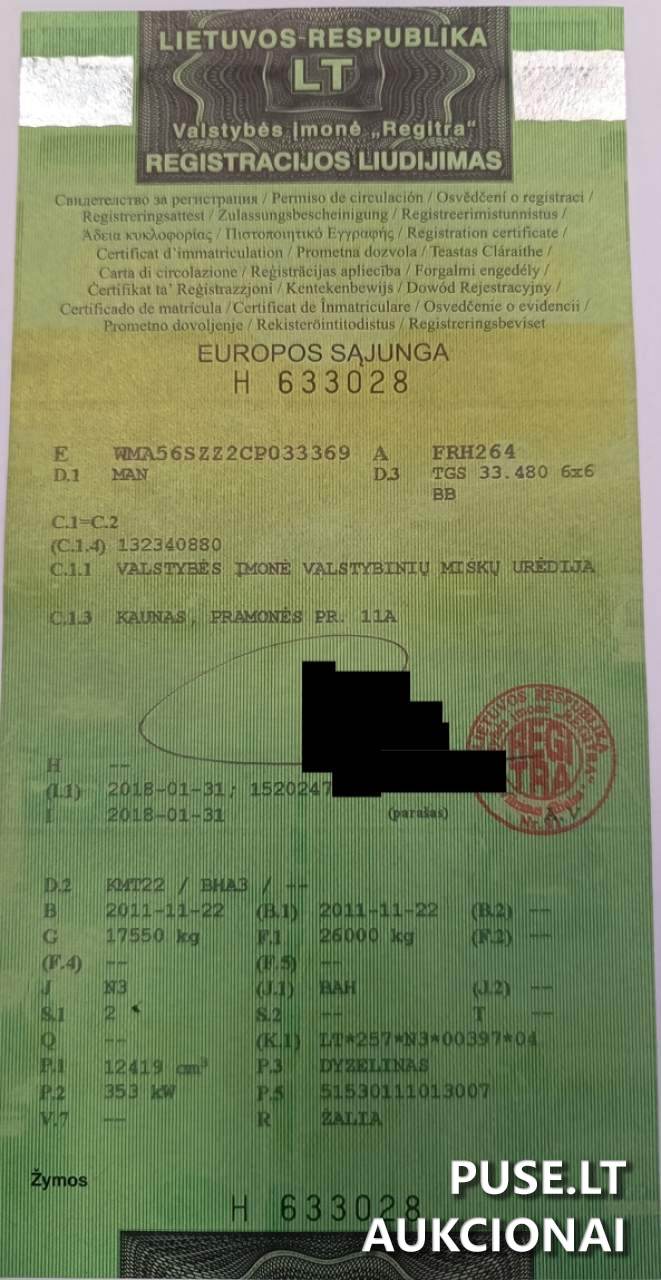 LIETUVOS RESPUBLIKA
LT
Valstybės Įmonė „Regitra“
REGISTRACIJOS LIUDIJIMAS
Свидетелство за регистрация / Permiso de circulación / Osvědčení o registraci /
Registreringsattest / Zulassungsbescheinigung / Registreerimistunnistus /
Άδεια κυκλοφορίας / Πιστοποιητικό Εγγραφής / Registration certificate /
Certificat d'immatriculation / Prometna dozvola / Teastas Cláraithe /
Carta di circolazione / Reģistrācijas apliecība / Forgalmi engedély /
Ċertifikat ta' Reġistrazzjoni / Kentekenbewijs / Dowód Rejestracyjny /
Certificado de matrícula / Certificat de Înmatriculare / Osvedčenie o evidencii /
Prometno dovoljenje / Rekisteröintitodistus / Registreringsbeviset
EUROPOS SĄJUNGA
H 633028
E WMA56SZZ2CP033369 A FRH264
D.1 MAN D.3 TGS 33.480 6x6
BB
C.1=C.2
(C.1.4) 132340880
C.1.1 VALSTYBĖS ĮMONĖ VALSTYBINIŲ MIŠKŲ URĖDIJA
C.1.3 KAUNAS, PRAMONĖS PR. 11A
H --
(I.1) 2018-01-31; 1520247
I 2018-01-31 (parašas)
LIETUVOS RESPUBLIKA
REGI
TRA
A.V.
D.2 KMT22 / BHA3 / --
B 2011-11-22 (B.1) 2011-11-22 (B.2) --
G 17550 kg F.1 26000 kg (F.2) --
(F.4) -- (F.5) --
J N3 (J.1) BAH (J.2) --
S.1 2 S.2 -- T --
Q -- (K.1) LT*257*N3*00397*04
P.1 12419 cm³ P.3 DYZELINAS
P.2 353 kW P.5 51530111013007
V.7 -- R ŽALIA
Žymos
H 633028
PUSE.LT
AUKCIONAI